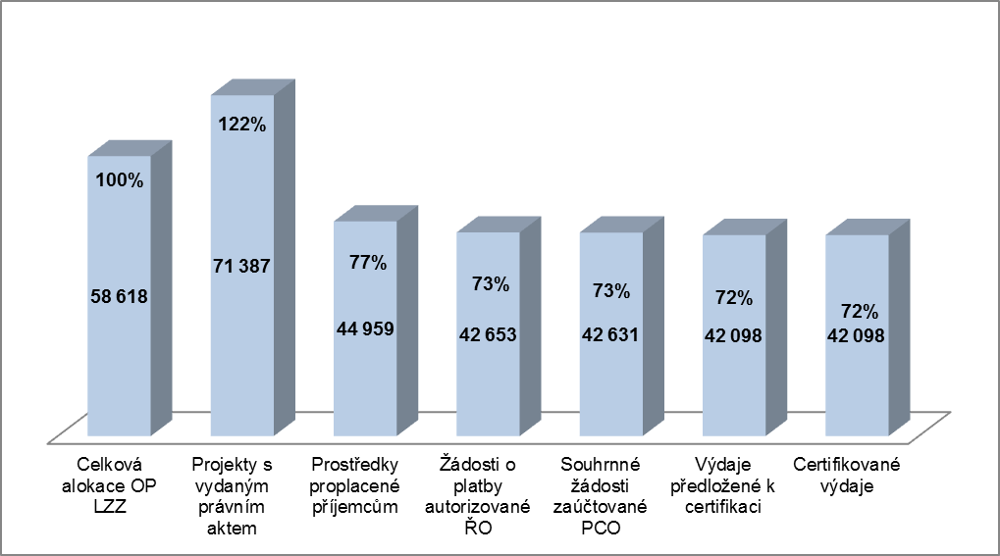 100%
58 618
122%
71 387
77%
44 959
73%
42 653
73%
42 631
72%
42 098
72%
42 098
Celková
alokace OP
LZZ
Projekty s
vydaným
právním
aktem
Prostředky
proplacené
příjemcům
Žádosti o
platby
autorizované
ŘO
Souhrnné
žádosti
zaúčtované
PCO
Výdaje
předložené k
certifikaci
Certifikované
výdaje